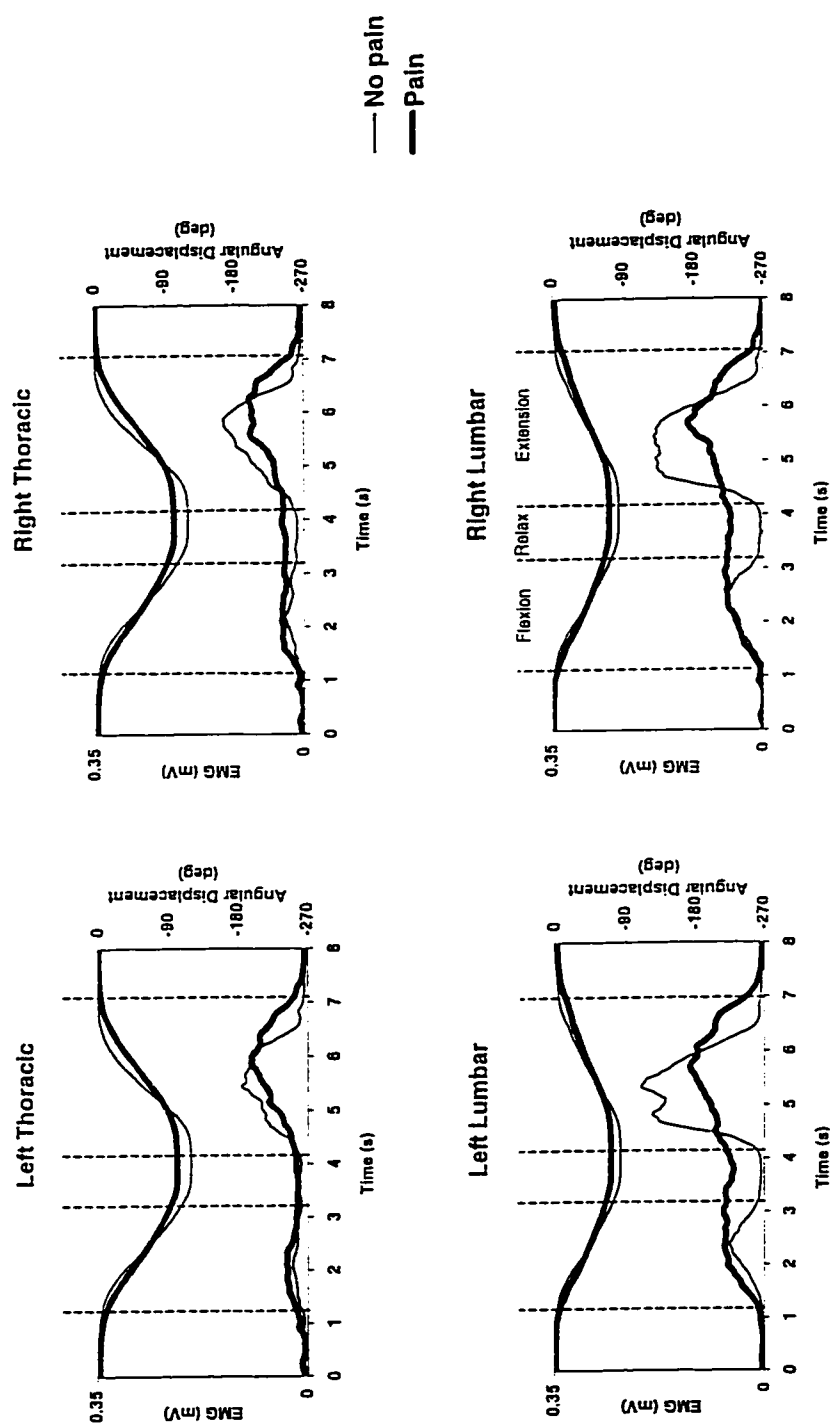 Left Thoracic
0.35
EMG (mV)
0
0
-90
-180
-270
Angular Displacement
(deg)
0 1 2 3 4 5 6 7 8
Time (s)
Right Thoracic
0.35
EMG (mV)
0
0
-90
-180
-270
Angular Displacement
(deg)
0 1 2 3 4 5 6 7 8
Time (s)
No pain
Pain
Left Lumbar
0.35
EMG (mV)
0
0
-90
-180
-270
Angular Displacement
(deg)
0 1 2 3 4 5 6 7 8
Time (s)
Right Lumbar
Flexion Relax Extension
0.35
EMG (mV)
0
0
-90
-180
-270
Angular Displacement
(deg)
0 1 2 3 4 5 6 7 8
Time (s)